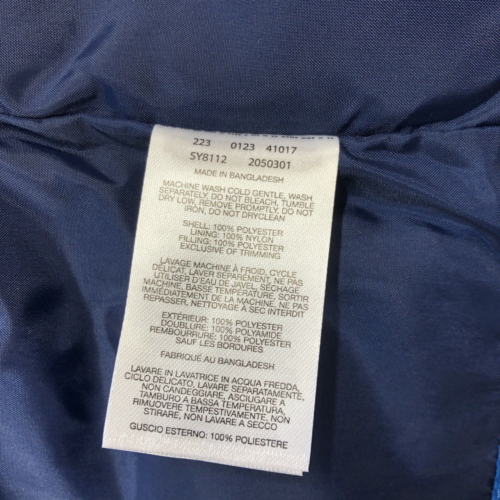 223 0123 41017
SY8112 2050301
MADE IN BANGLADESH
MACHINE WASH COLD GENTLE, WASH
SEPARATELY, DO NOT BLEACH, TUMBLE
DRY LOW, REMOVE PROMPTLY, DO NOT
IRON, DO NOT DRYCLEAN
SHELL: 100% POLYESTER
LINING: 100% NYLON
FILLING: 100% POLYESTER
EXCLUSIVE OF TRIMMING
LAVAGE MACHINE À FROID, CYCLE
DÉLICAT, LAVER SÉPARÉMENT, NE PAS
UTILISER D'EAU DE JAVEL, SÉCHAGE
MACHINE, BASSE TEMPÉRATURE, SORTIR
IMMÉDIATEMENT DE LA MACHINE, NE PAS
REPASSER, NETTOYAGE À SEC INTERDIT
EXTÉRIEUR: 100% POLYESTER
DOUBLURE: 100% POLYAMIDE
REMBOURRURE: 100% POLYESTER
SAUF LES BORDURES
FABRIQUÉ AU BANGLADESH
LAVARE IN LAVATRICE IN ACQUA FREDDA,
CICLO DELICATO, LAVARE SEPARATAMENTE,
NON CANDEGGIARE, ASCIUGARE A
TAMBURO A BASSA TEMPERATURA,
RIMUOVERE TEMPESTIVAMENTE, NON
STIRARE, NON LAVARE A SECCO
GUSCIO ESTERNO: 100% POLIESTERE